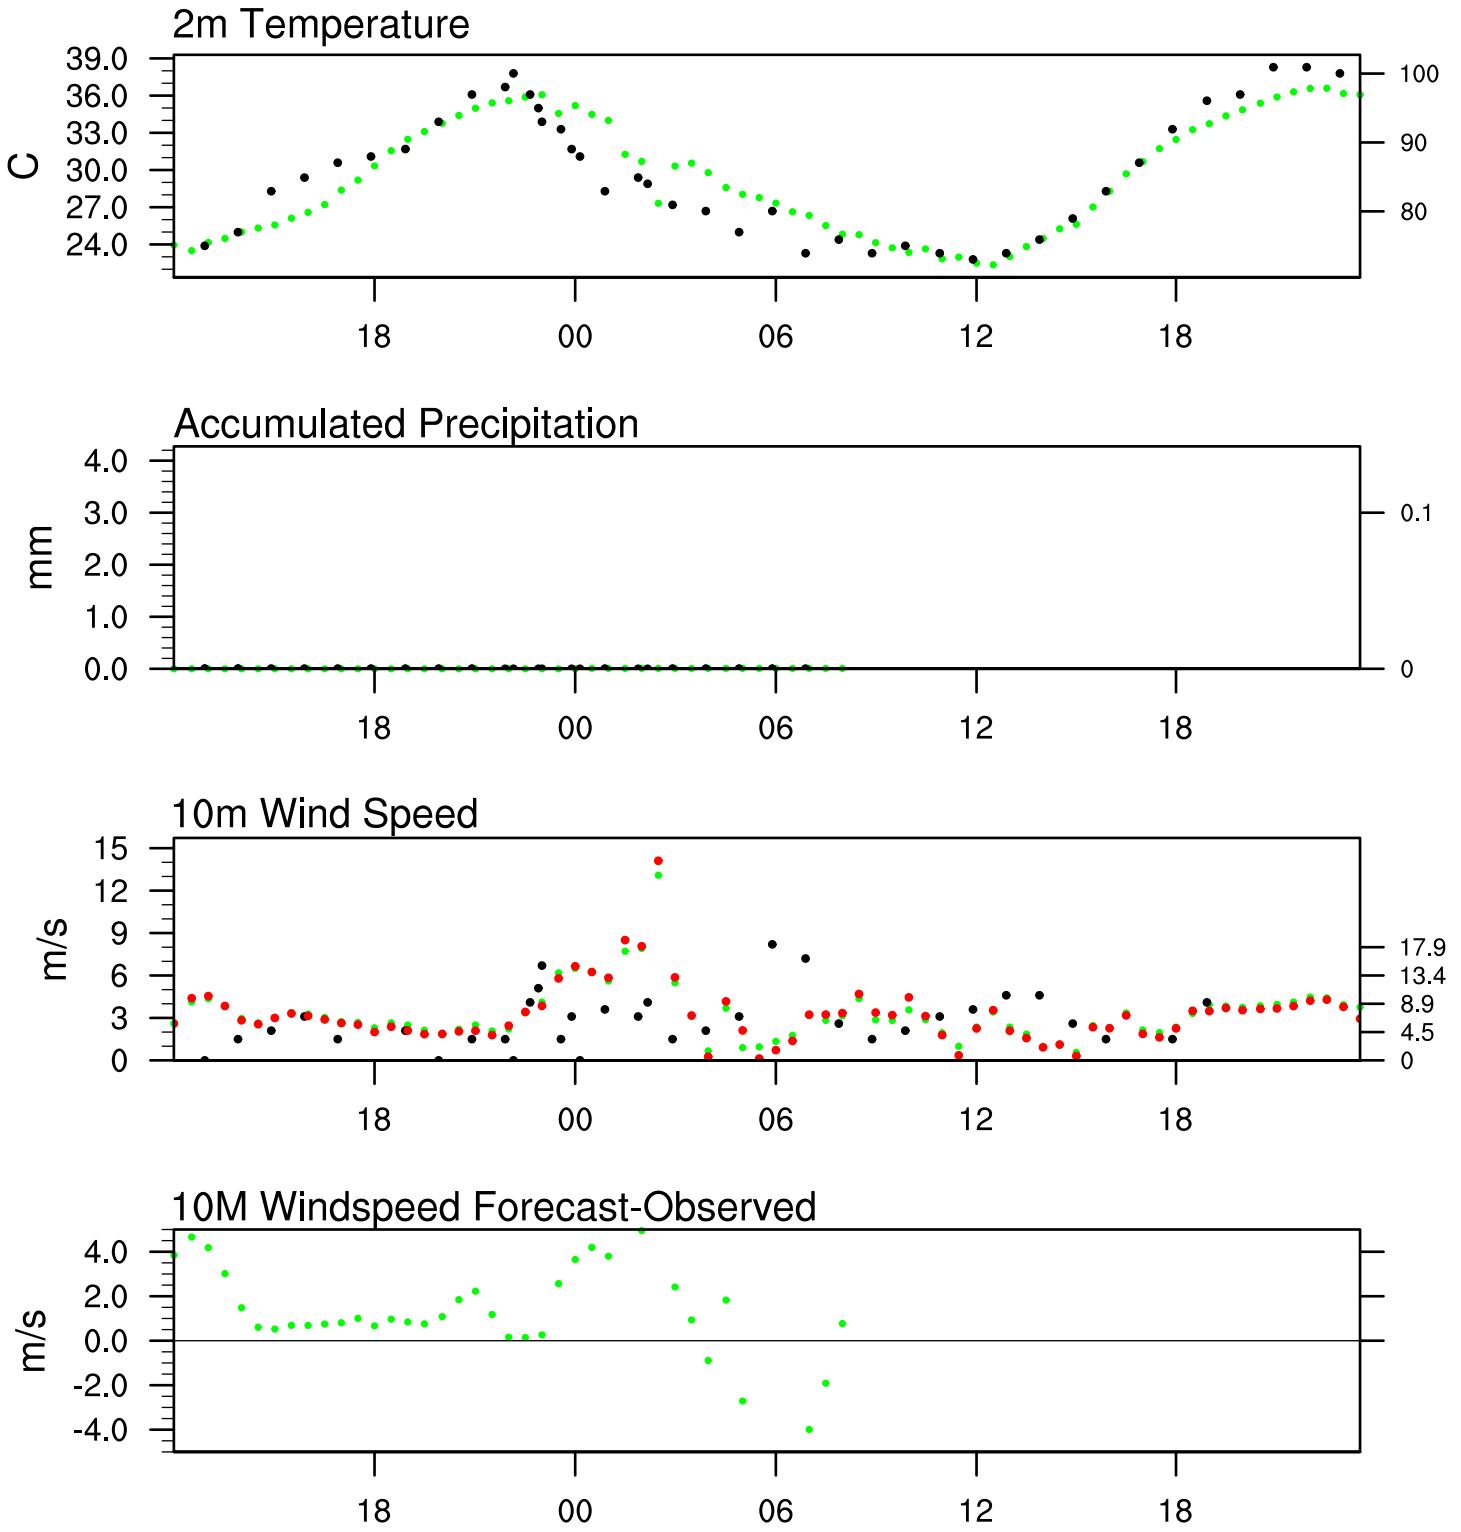 2m Temperature
39.0
36.0
33.0
30.0
27.0
24.0
C
100
90
80
18 00 06 12 18
Accumulated Precipitation
4.0
3.0
2.0
1.0
0.0
mm
0.1
0
18 00 06 12 18
10m Wind Speed
15
12
9
6
3
0
m/s
17.9
13.4
8.9
4.5
0
18 00 06 12 18
10M Windspeed Forecast-Observed
4.0
2.0
0.0
-2.0
-4.0
m/s
18 00 06 12 18